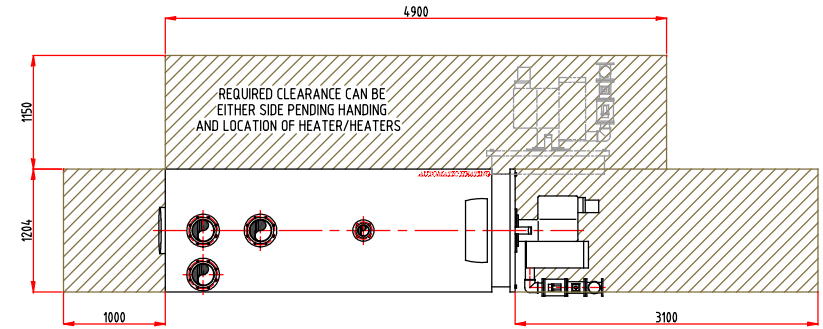 4900
1150
REQUIRED CLEARANCE CAN BE
EITHER SIDE PENDING HANDING
AND LOCATION OF HEATER/HEATERS
1204
1000
3100